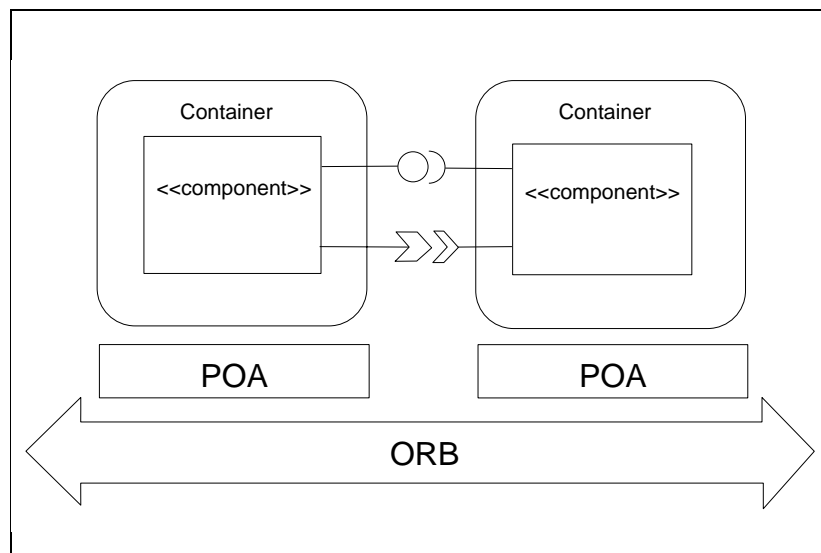 Container
Container
<<component>>
<<component>>
POA
POA
ORB